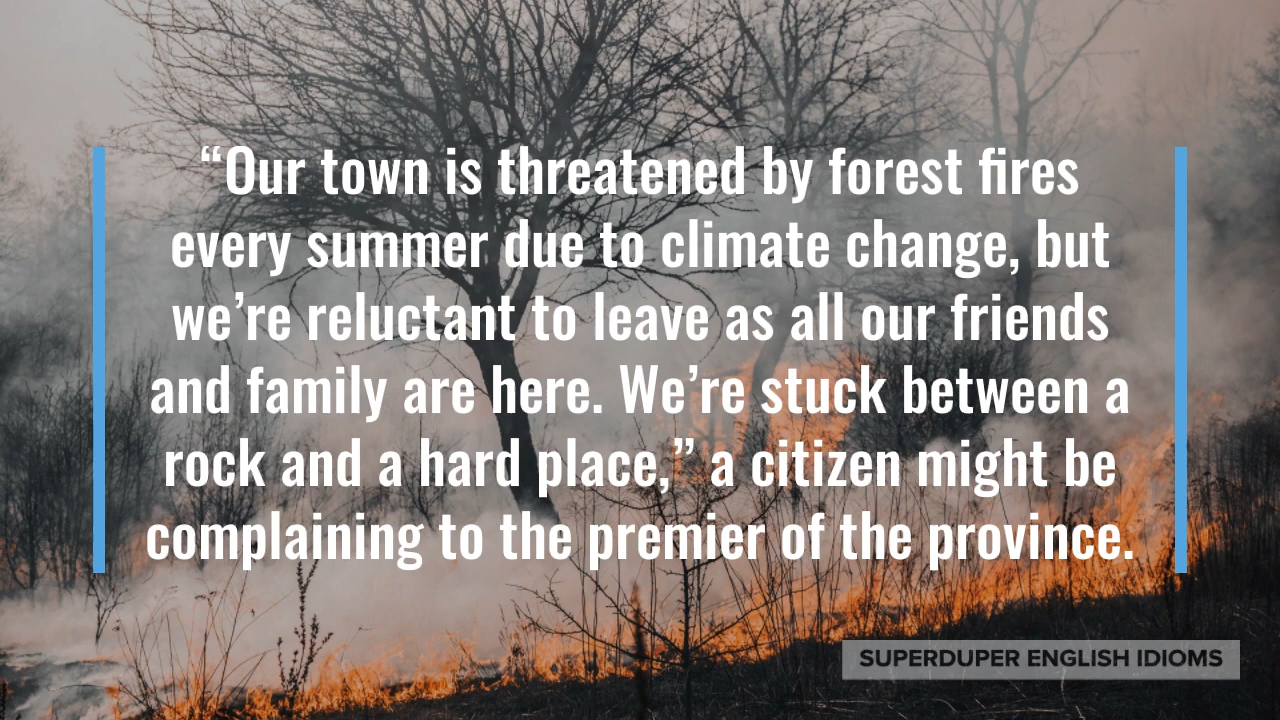 “Our town is threatened by forest fires
every summer due to climate change, but
we’re reluctant to leave as all our friends
and family are here. We’re stuck between a
rock and a hard place,” a citizen might be
complaining to the premier of the province.
SUPERDUPER ENGLISH IDIOMS